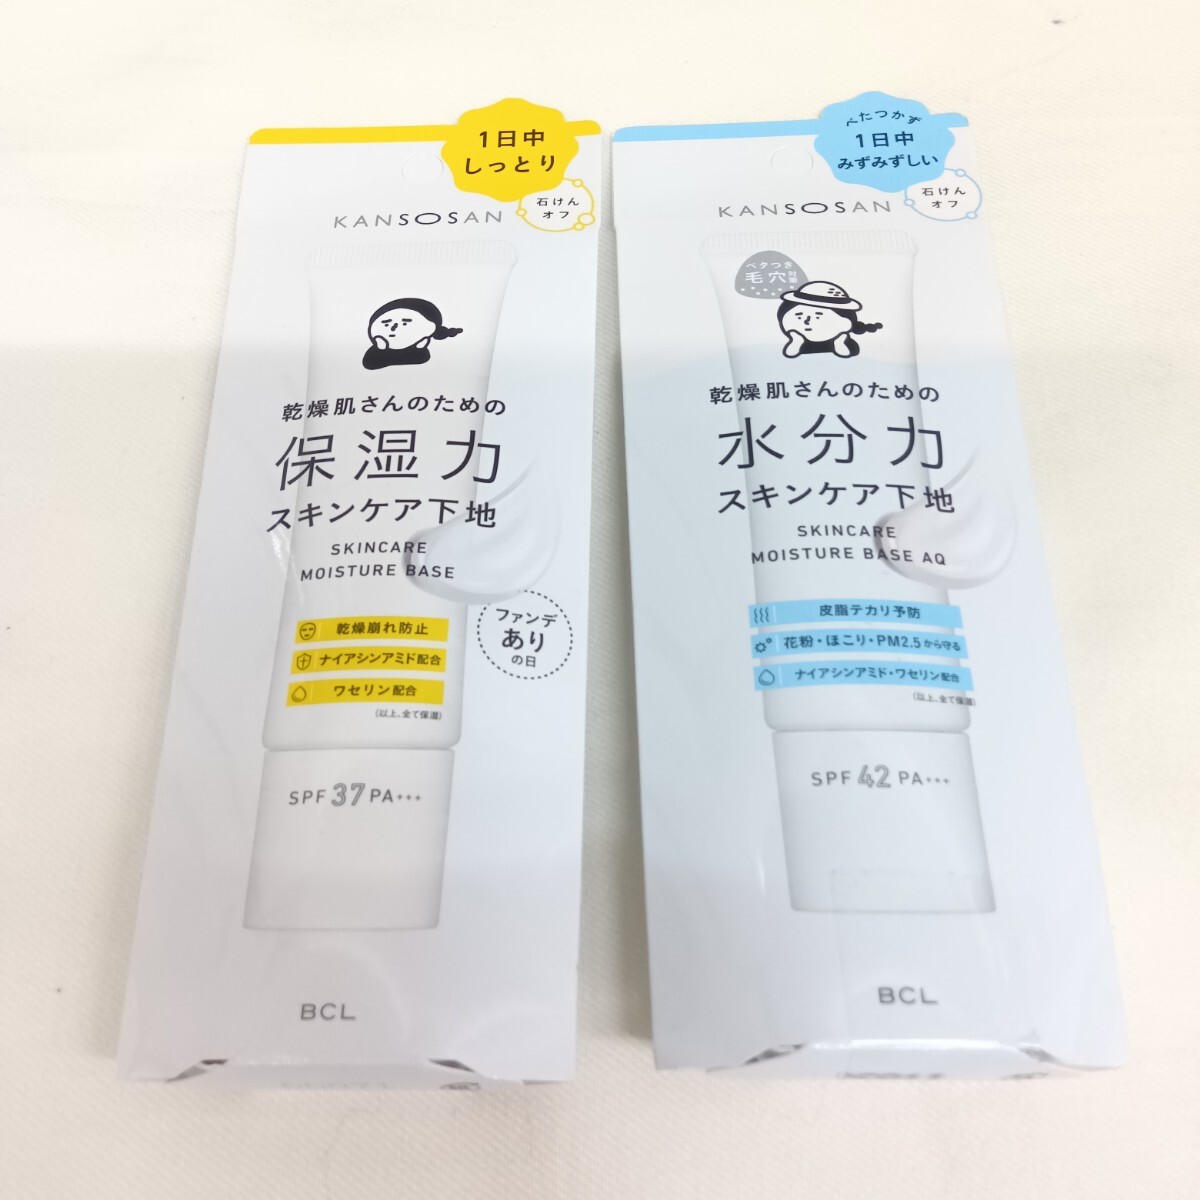 1日中
しっとり
石けん
オフ
KANSOSAN
乾燥肌さんのための
保湿力
スキンケア下地
SKINCARE
MOISTURE BASE
ファンデ
あり
の日
乾燥崩れ防止
ナイアシンアミド配合
ワセリン配合
(以上、全て保湿)
SPF 37 PA+++
BCL
べたつかず
1日中
みずみずしい
石けん
オフ
KANSOSAN
ベタつき
毛穴対策
乾燥肌さんのための
水分力
スキンケア下地
SKINCARE
MOISTURE BASE AQ
皮脂テカリ予防
花粉・ほこり・PM2.5から守る
ナイアシンアミド・ワセリン配合
(以上、全て保湿)
SPF 42 PA+++
BCL